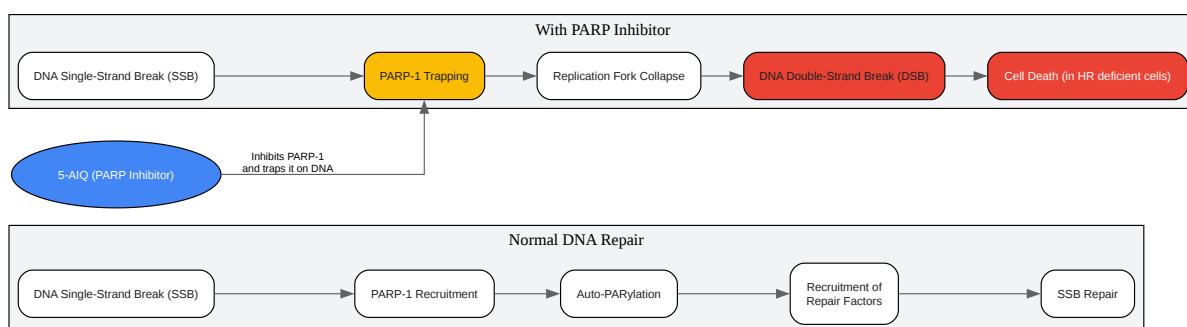 With PARP Inhibitor
DNA Single-Strand Break (SSB)
PARP-1 Trapping
Replication Fork Collapse
DNA Double-Strand Break (DSB)
Cell Death (in HR deficient cells)
5-AIQ (PARP Inhibitor)
Inhibits PARP-1
and traps it on DNA
Normal DNA Repair
DNA Single-Strand Break (SSB)
PARP-1 Recruitment
Auto-PARylation
Recruitment of
Repair Factors
SSB Repair